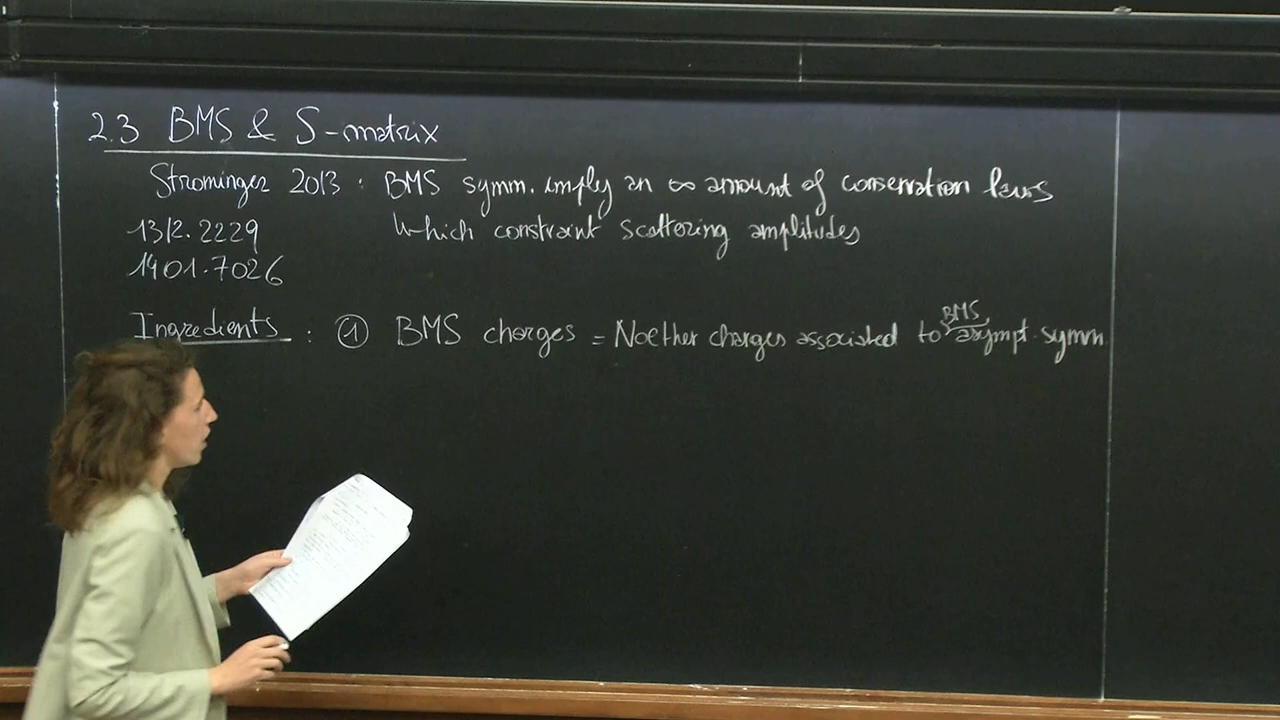 2.3 BMS & S-matrix
Strominger 2013 : BMS symm. imply an ∞ amount of conservation laws
1312.2229 which constraint scattering amplitudes
1401.7026
Ingredients : ① BMS charges = Noether charges associated to BMS asympt. symm.